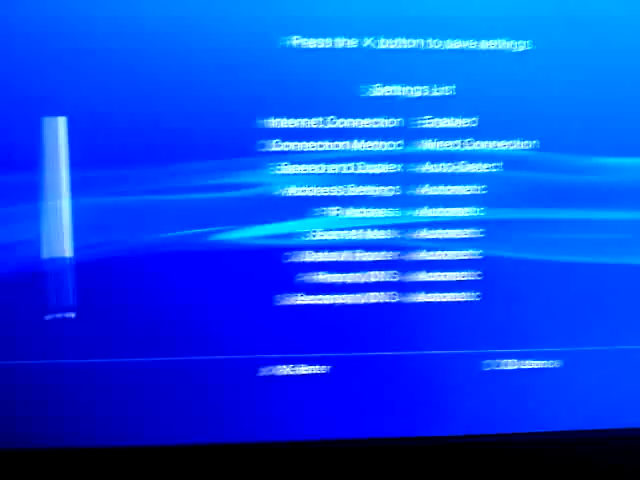 Press the X button to save settings.
Settings List
Internet Connection Enabled
Connection Method Wired Connection
Speed and Duplex Auto-Detect
Address Settings Automatic
IP Address Automatic
Subnet Mask Automatic
Default Router Automatic
Primary DNS Automatic
Secondary DNS Automatic
Enter